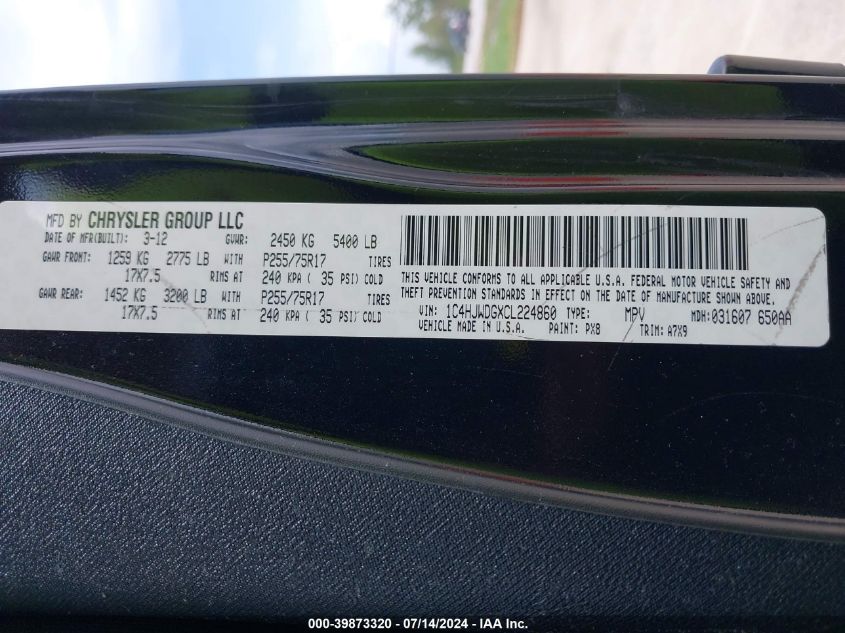 MFD BY CHRYSLER GROUP LLC
DATE OF MFR(BUILT): 3-12 GVWR: 2450 KG 5400 LB
GAWR FRONT: 1259 KG 2775 LB WITH P255/75R17 TIRES
17X7.5 RIMS AT 240 KPA ( 35 PSI) COLD
GAWR REAR: 1452 KG 3200 LB WITH P255/75R17 TIRES
17X7.5 RIMS AT 240 KPA ( 35 PSI) COLD
THIS VEHICLE CONFORMS TO ALL APPLICABLE U.S.A. FEDERAL MOTOR VEHICLE SAFETY AND
THEFT PREVENTION STANDARDS IN EFFECT ON THE DATE OF MANUFACTURE SHOWN ABOVE.
VIN: 1C4HJWDGXCL224860 TYPE: MPV MDH: 031607 650AA
VEHICLE MADE IN U.S.A. PAINT: PX8 TRIM: A7X9
000-39873320 — 07/14/2024 - IAA Inc.